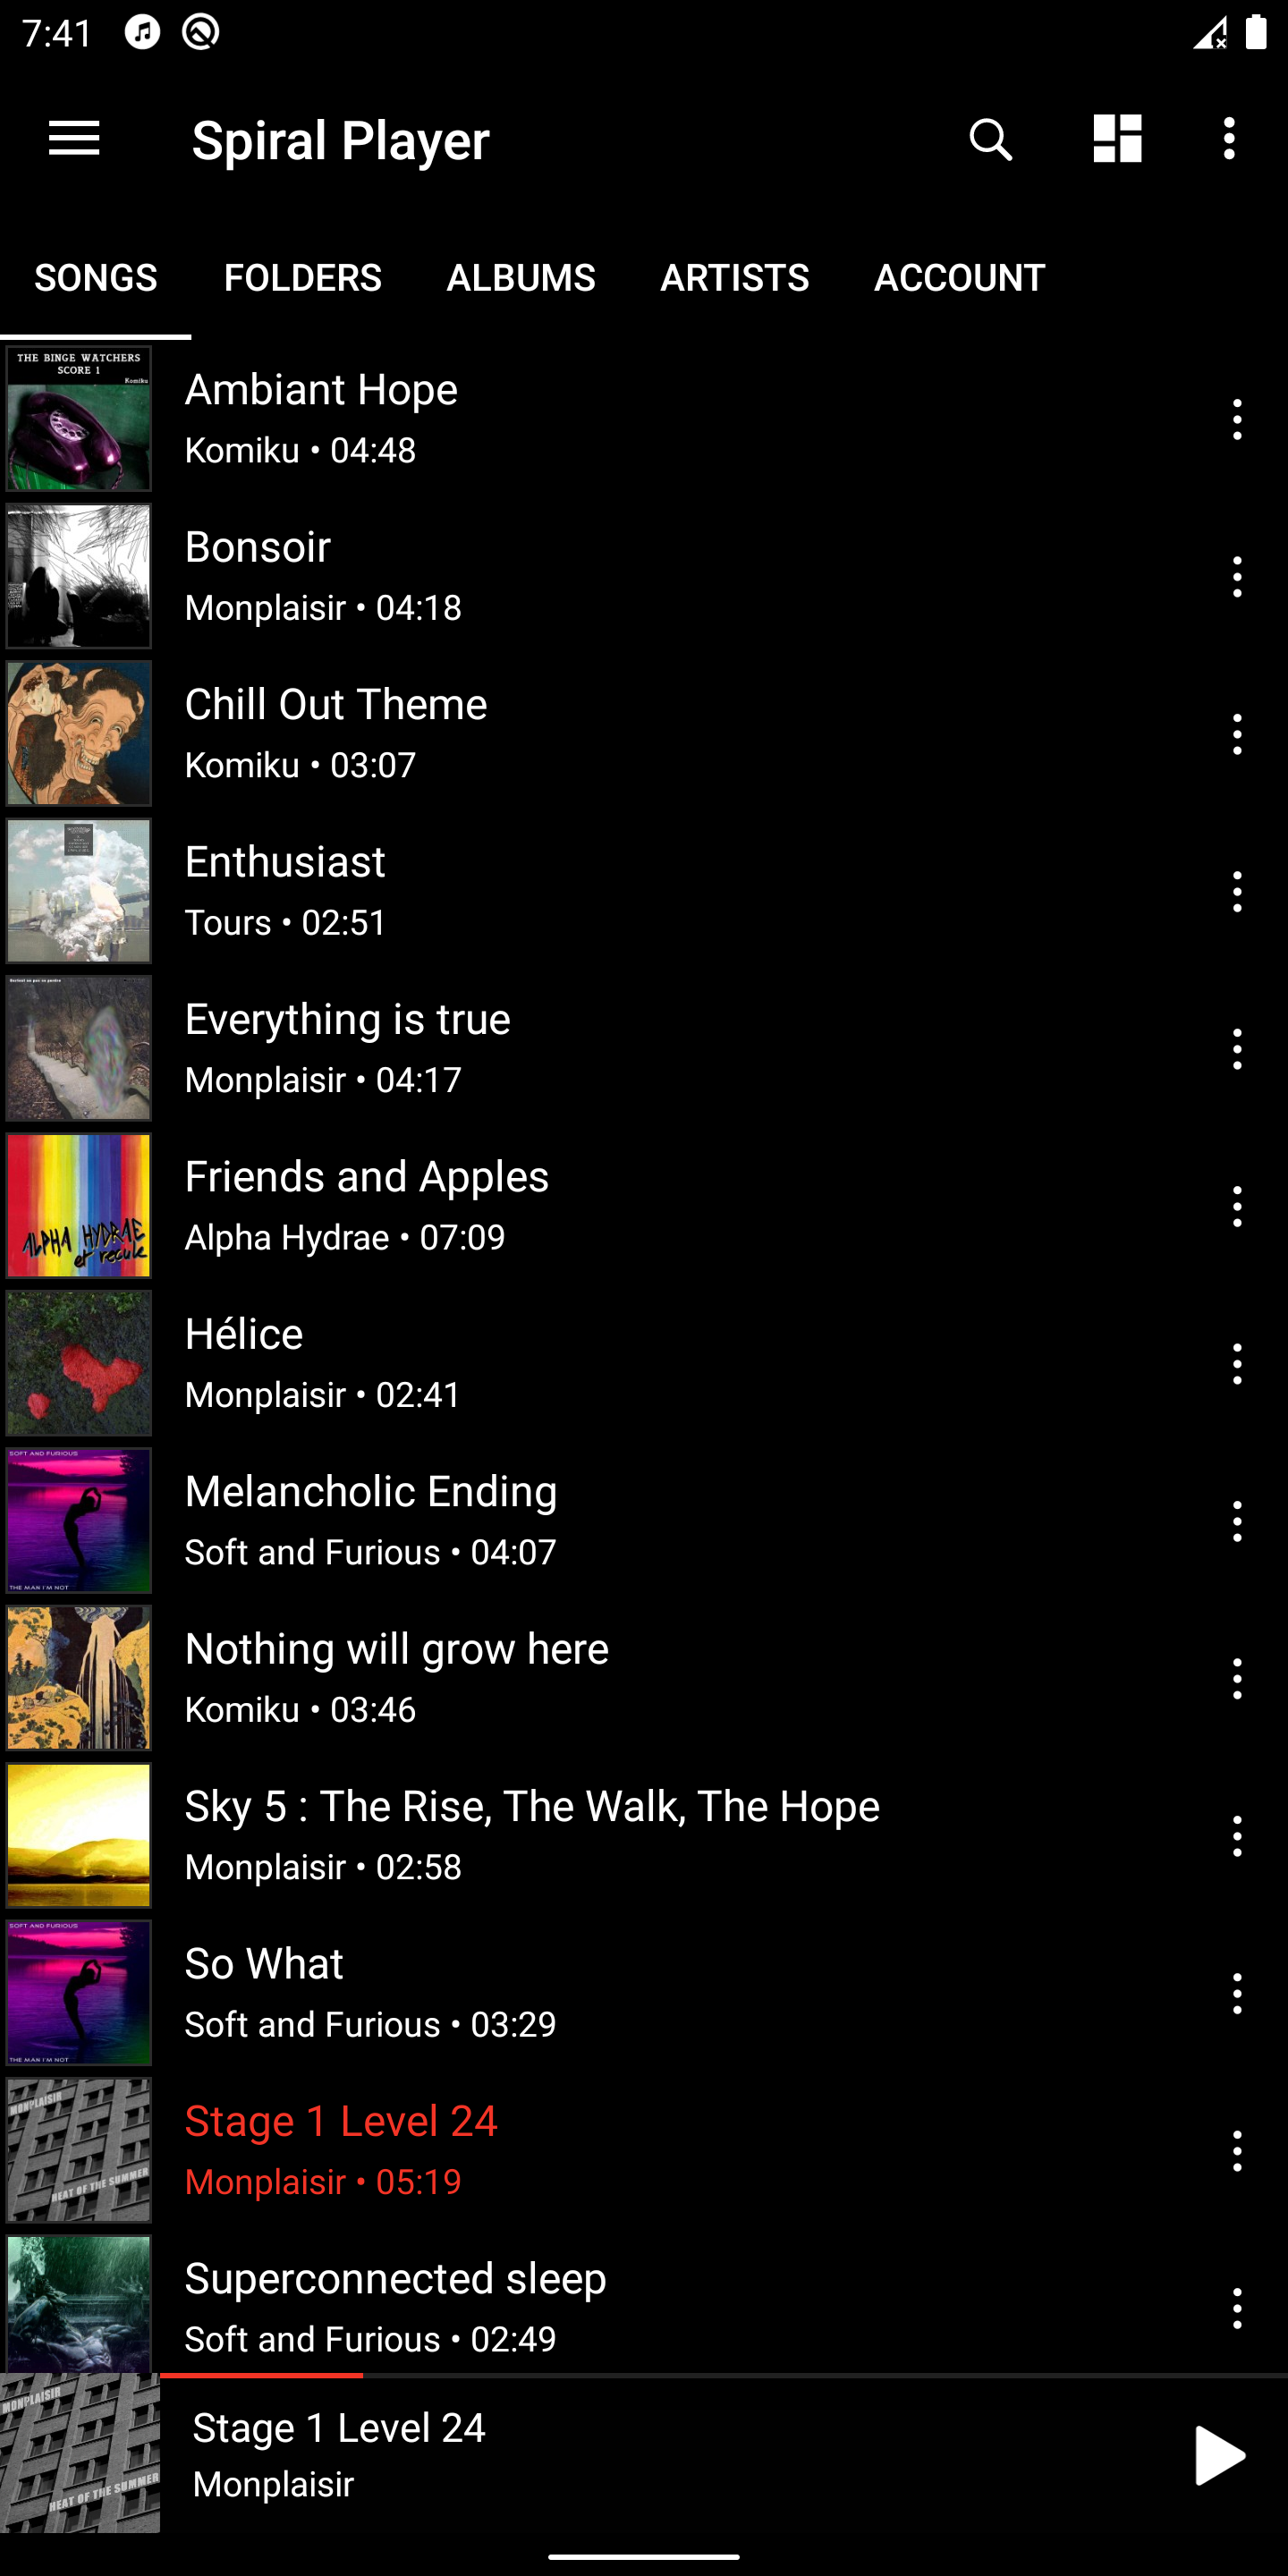 7:41
Spiral Player
SONGS FOLDERS ALBUMS ARTISTS ACCOUNT
THE BINGE WATCHERS
SCORE 1
Komiku
Ambiant Hope
Komiku • 04:48
Bonsoir
Monplaisir • 04:18
Chill Out Theme
Komiku • 03:07
Enthusiast
Tours • 02:51
Everything is true
Monplaisir • 04:17
ALPHA HYDRAE
et recule
Friends and Apples
Alpha Hydrae • 07:09
Hélice
Monplaisir • 02:41
SOFT AND FURIOUS
THE MAN I'M NOT
Melancholic Ending
Soft and Furious • 04:07
Nothing will grow here
Komiku • 03:46
Sky 5 : The Rise, The Walk, The Hope
Monplaisir • 02:58
SOFT AND FURIOUS
THE MAN I'M NOT
So What
Soft and Furious • 03:29
MONPLAISIR
HEAT OF THE SUMMER
Stage 1 Level 24
Monplaisir • 05:19
Superconnected sleep
Soft and Furious • 02:49
MONPLAISIR
HEAT OF THE SUMMER
Stage 1 Level 24
Monplaisir